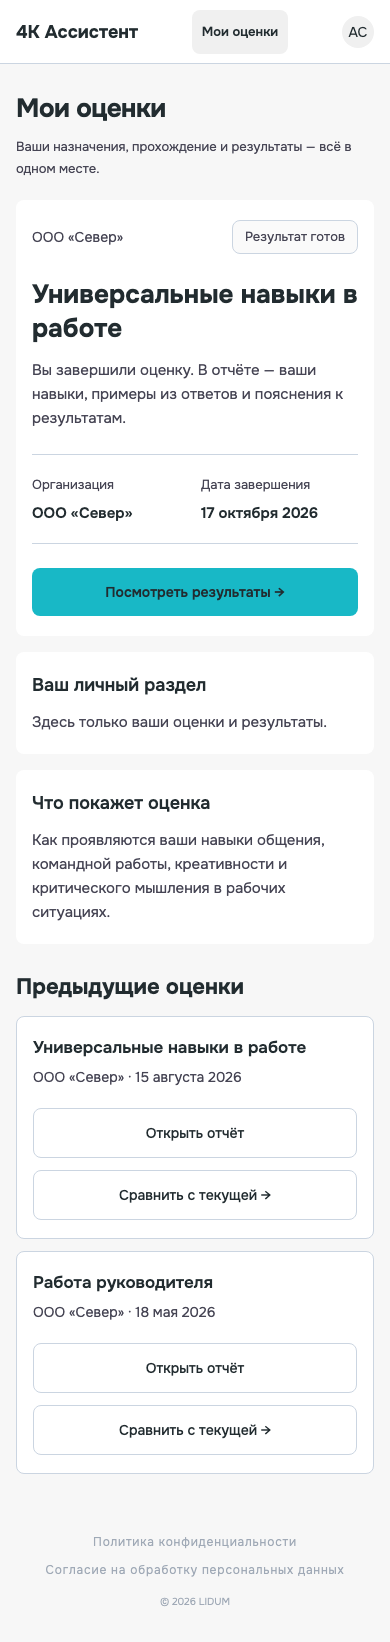 4K Ассистент
Мои оценки
АС
Мои оценки
Ваши назначения, прохождение и результаты — всё в
одном месте.
ООО «Север»
Результат готов
Универсальные навыки в
работе
Вы завершили оценку. В отчёте — ваши
навыки, примеры из ответов и пояснения к
результатам.
Организация
Дата завершения
ООО «Север»
17 октября 2026
Посмотреть результаты →
Ваш личный раздел
Здесь только ваши оценки и результаты.
Что покажет оценка
Как проявляются ваши навыки общения,
командной работы, креативности и
критического мышления в рабочих
ситуациях.
Предыдущие оценки
Универсальные навыки в работе
ООО «Север» · 15 августа 2026
Открыть отчёт
Сравнить с текущей →
Работа руководителя
ООО «Север» · 18 мая 2026
Открыть отчёт
Сравнить с текущей →
Политика конфиденциальности
Согласие на обработку персональных данных
© 2026 LIDUM